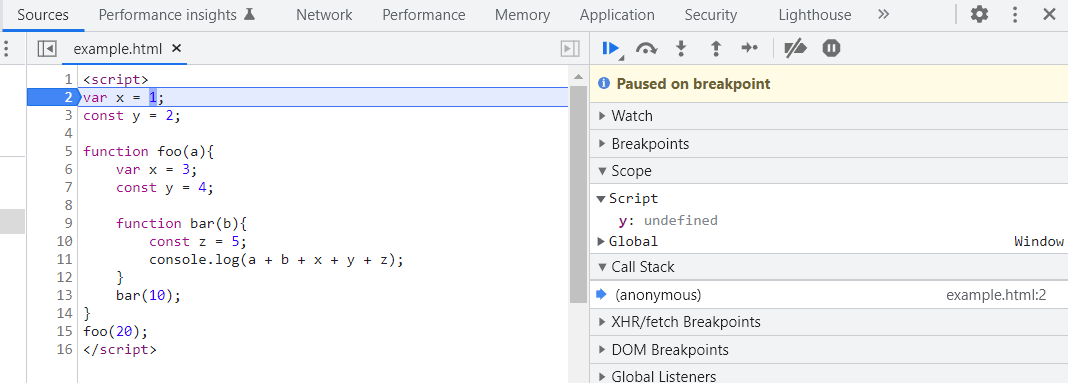 Sources Performance insights Network Performance Memory Application Security Lighthouse »
example.html ×
1 <script>
2 var x = 1;
3 const y = 2;
4
5 function foo(a){
6     var x = 3;
7     const y = 4;
8
9     function bar(b){
10         const z = 5;
11         console.log(a + b + x + y + z);
12     }
13     bar(10);
14 }
15 foo(20);
16 </script>
Paused on breakpoint
Watch
Breakpoints
Scope
Script
y: undefined
Global Window
Call Stack
(anonymous) example.html:2
XHR/fetch Breakpoints
DOM Breakpoints
Global Listeners